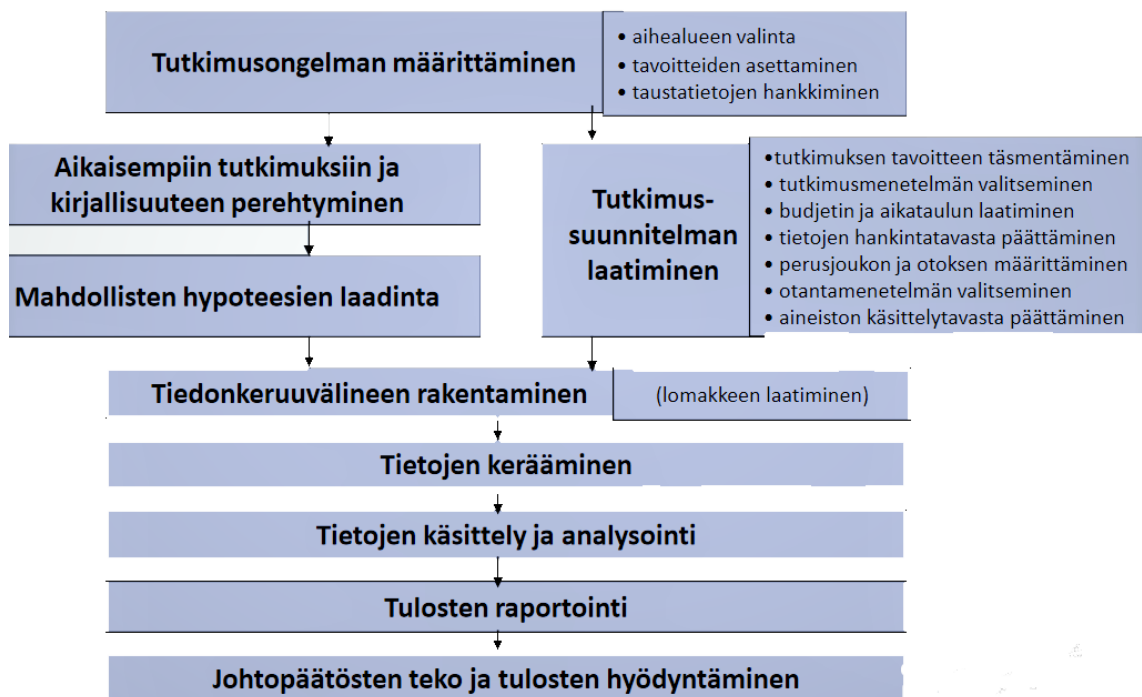 Tutkimusongelman määrittäminen
• aihealueen valinta
• tavoitteiden asettaminen
• taustatietojen hankkiminen
Aikaisempiin tutkimuksiin ja
kirjallisuuteen perehtyminen
Mahdollisten hypoteesien laadinta
Tutkimus-
suunnitelman
laatiminen
•tutkimuksen tavoitteen täsmentäminen
• tutkimusmenetelmän valitseminen
• budjetin ja aikataulun laatiminen
• tietojen hankintatavasta päättäminen
• perusjoukon ja otoksen määrittäminen
• otantamenetelmän valitseminen
• aineiston käsittelytavasta päättäminen
Tiedonkeruuvälineen rakentaminen
(lomakkeen laatiminen)
Tietojen kerääminen
Tietojen käsittely ja analysointi
Tulosten raportointi
Johtopäätösten teko ja tulosten hyödyntäminen